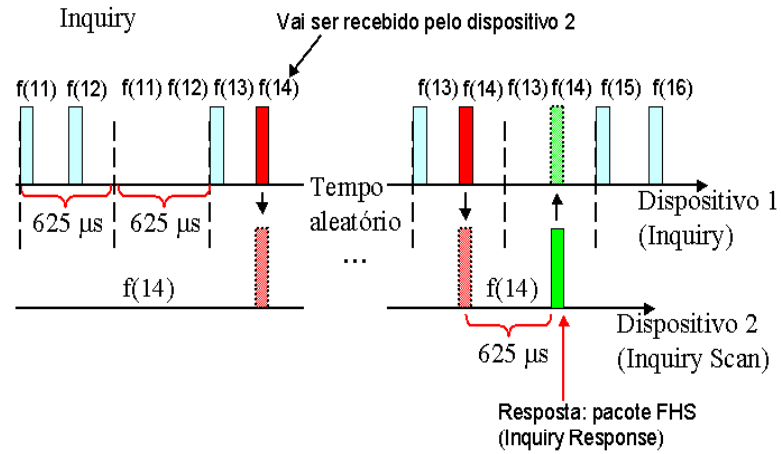 Inquiry
Vai ser recebido pelo dispositivo 2
f(11) f(12) f(11) f(12) f(13) f(14)
f(13) f(14) f(13) f(14) f(15) f(16)
625 μs
625 μs
Tempo
aleatório
...
Dispositivo 1
(Inquiry)
f(14)
f(14)
625 μs
Dispositivo 2
(Inquiry Scan)
Resposta: pacote FHS
(Inquiry Response)